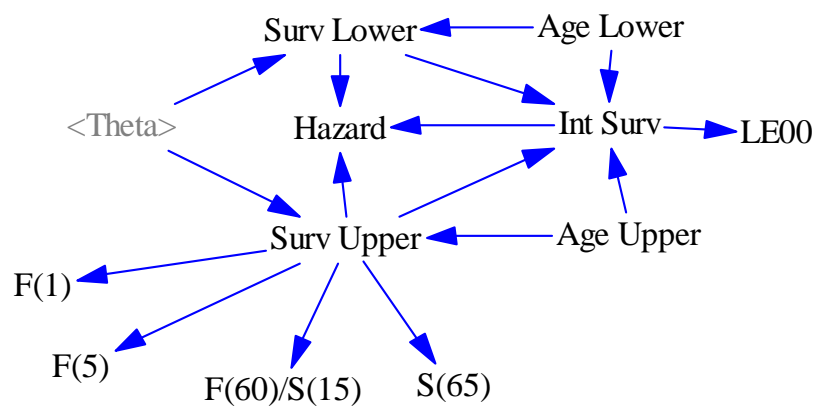 Surv Lower
Age Lower
<Theta>
Hazard
Int Surv
LE00
Surv Upper
Age Upper
F(1)
F(5)
F(60)/S(15)
S(65)